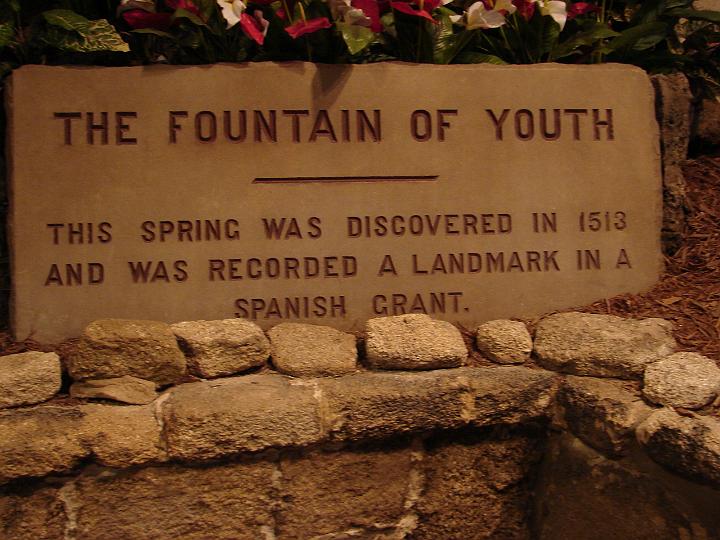 THE FOUNTAIN OF YOUTH
THIS SPRING WAS DISCOVERED IN 1513
AND WAS RECORDED A LANDMARK IN A
SPANISH GRANT.